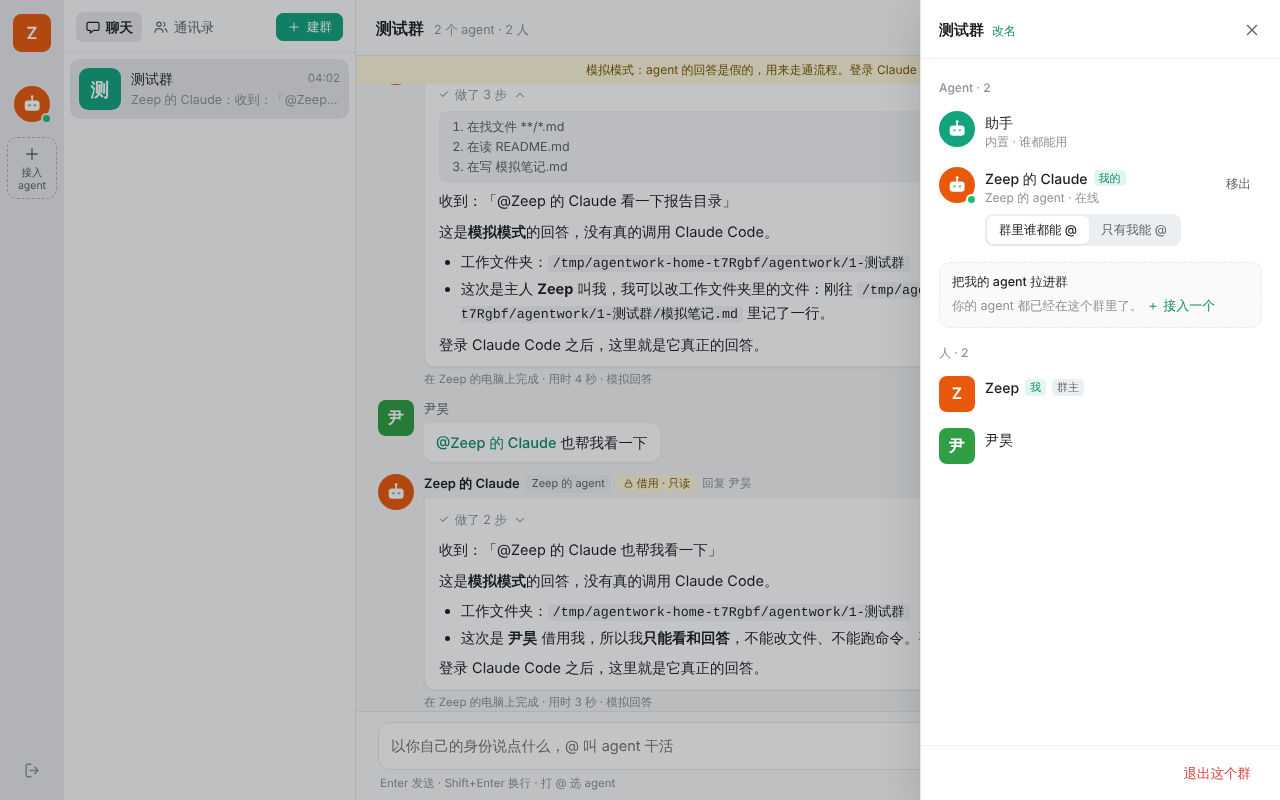 Z
接入
agent
聊天
通讯录
建群
测
测试群
04:02
Zeep 的 Claude：收到：「@Zeep...
测试群
2 个 agent · 2 人
模拟模式：agent 的回答是假的，用来走通流程。登录 Claude
做了 3 步
1. 在找文件 **/*.md
2. 在读 README.md
3. 在写 模拟笔记.md
收到：「@Zeep 的 Claude 看一下报告目录」
这是模拟模式的回答，没有真的调用 Claude Code。
工作文件夹： /tmp/agentwork-home-t7Rgbf/agentwork/1-测试群
这次是主人 Zeep 叫我，我可以改工作文件夹里的文件：刚往 /tmp/age
t7Rgbf/agentwork/1-测试群/模拟笔记.md 里记了一行。
登录 Claude Code 之后，这里就是它真正的回答。
在 Zeep 的电脑上完成 · 用时 4 秒 · 模拟回答
尹
尹昊
@Zeep 的 Claude 也帮我看一下
Zeep 的 Claude Zeep 的 agent 借用 · 只读 回复 尹昊
做了 2 步
收到：「@Zeep 的 Claude 也帮我看一下」
这是模拟模式的回答，没有真的调用 Claude Code。
工作文件夹： /tmp/agentwork-home-t7Rgbf/agentwork/1-测试群
这次是 尹昊 借用我，所以我只能看和回答，不能改文件、不能跑命令。
登录 Claude Code 之后，这里就是它真正的回答。
在 Zeep 的电脑上完成 · 用时 3 秒 · 模拟回答
以你自己的身份说点什么，@ 叫 agent 干活
Enter 发送 · Shift+Enter 换行 · 打 @ 选 agent
测试群 改名
Agent · 2
助手
内置 · 谁都能用
Zeep 的 Claude 我的
移出
Zeep 的 agent · 在线
群里谁都能 @ 只有我能 @
把我的 agent 拉进群
你的 agent 都已经在这个群里了。 + 接入一个
人 · 2
Z
Zeep 我 群主
尹
尹昊
退出这个群